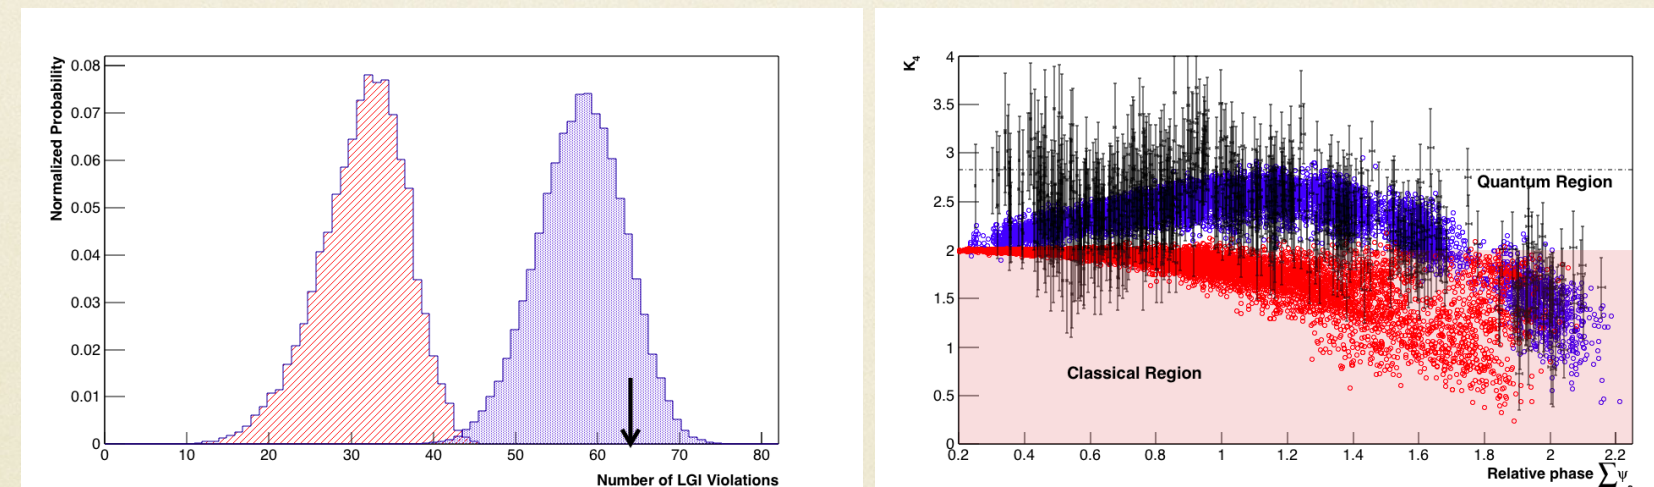 Normalized Probability
0.08
0.07
0.06
0.05
0.04
0.03
0.02
0.01
0
0 10 20 30 40 50 60 70 80
Number of LGI Violations
K4
4
3.5
3
2.5
2
1.5
1
0.5
0
Quantum Region
Classical Region
0.2 0.4 0.6 0.8 1 1.2 1.4 1.6 1.8 2 2.2
Relative phase ∑ψ